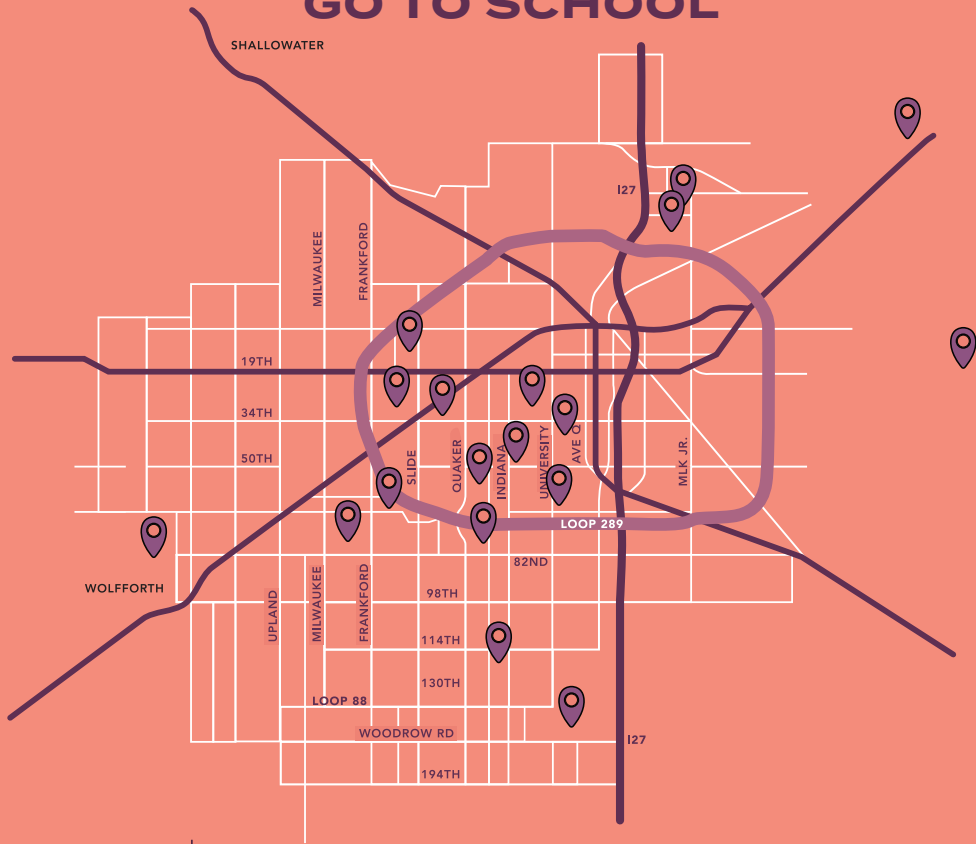 GO TO SCHOOL
SHALLOWATER
I27
MILWAUKEE
FRANKFORD
19TH
34TH
50TH
SLIDE
QUAKER
INDIANA
UNIVERSITY
AVE Q
MLK JR.
LOOP 289
82ND
WOLFFORTH
UPLAND
MILWAUKEE
FRANKFORD
98TH
114TH
130TH
LOOP 88
WOODROW RD
I27
194TH